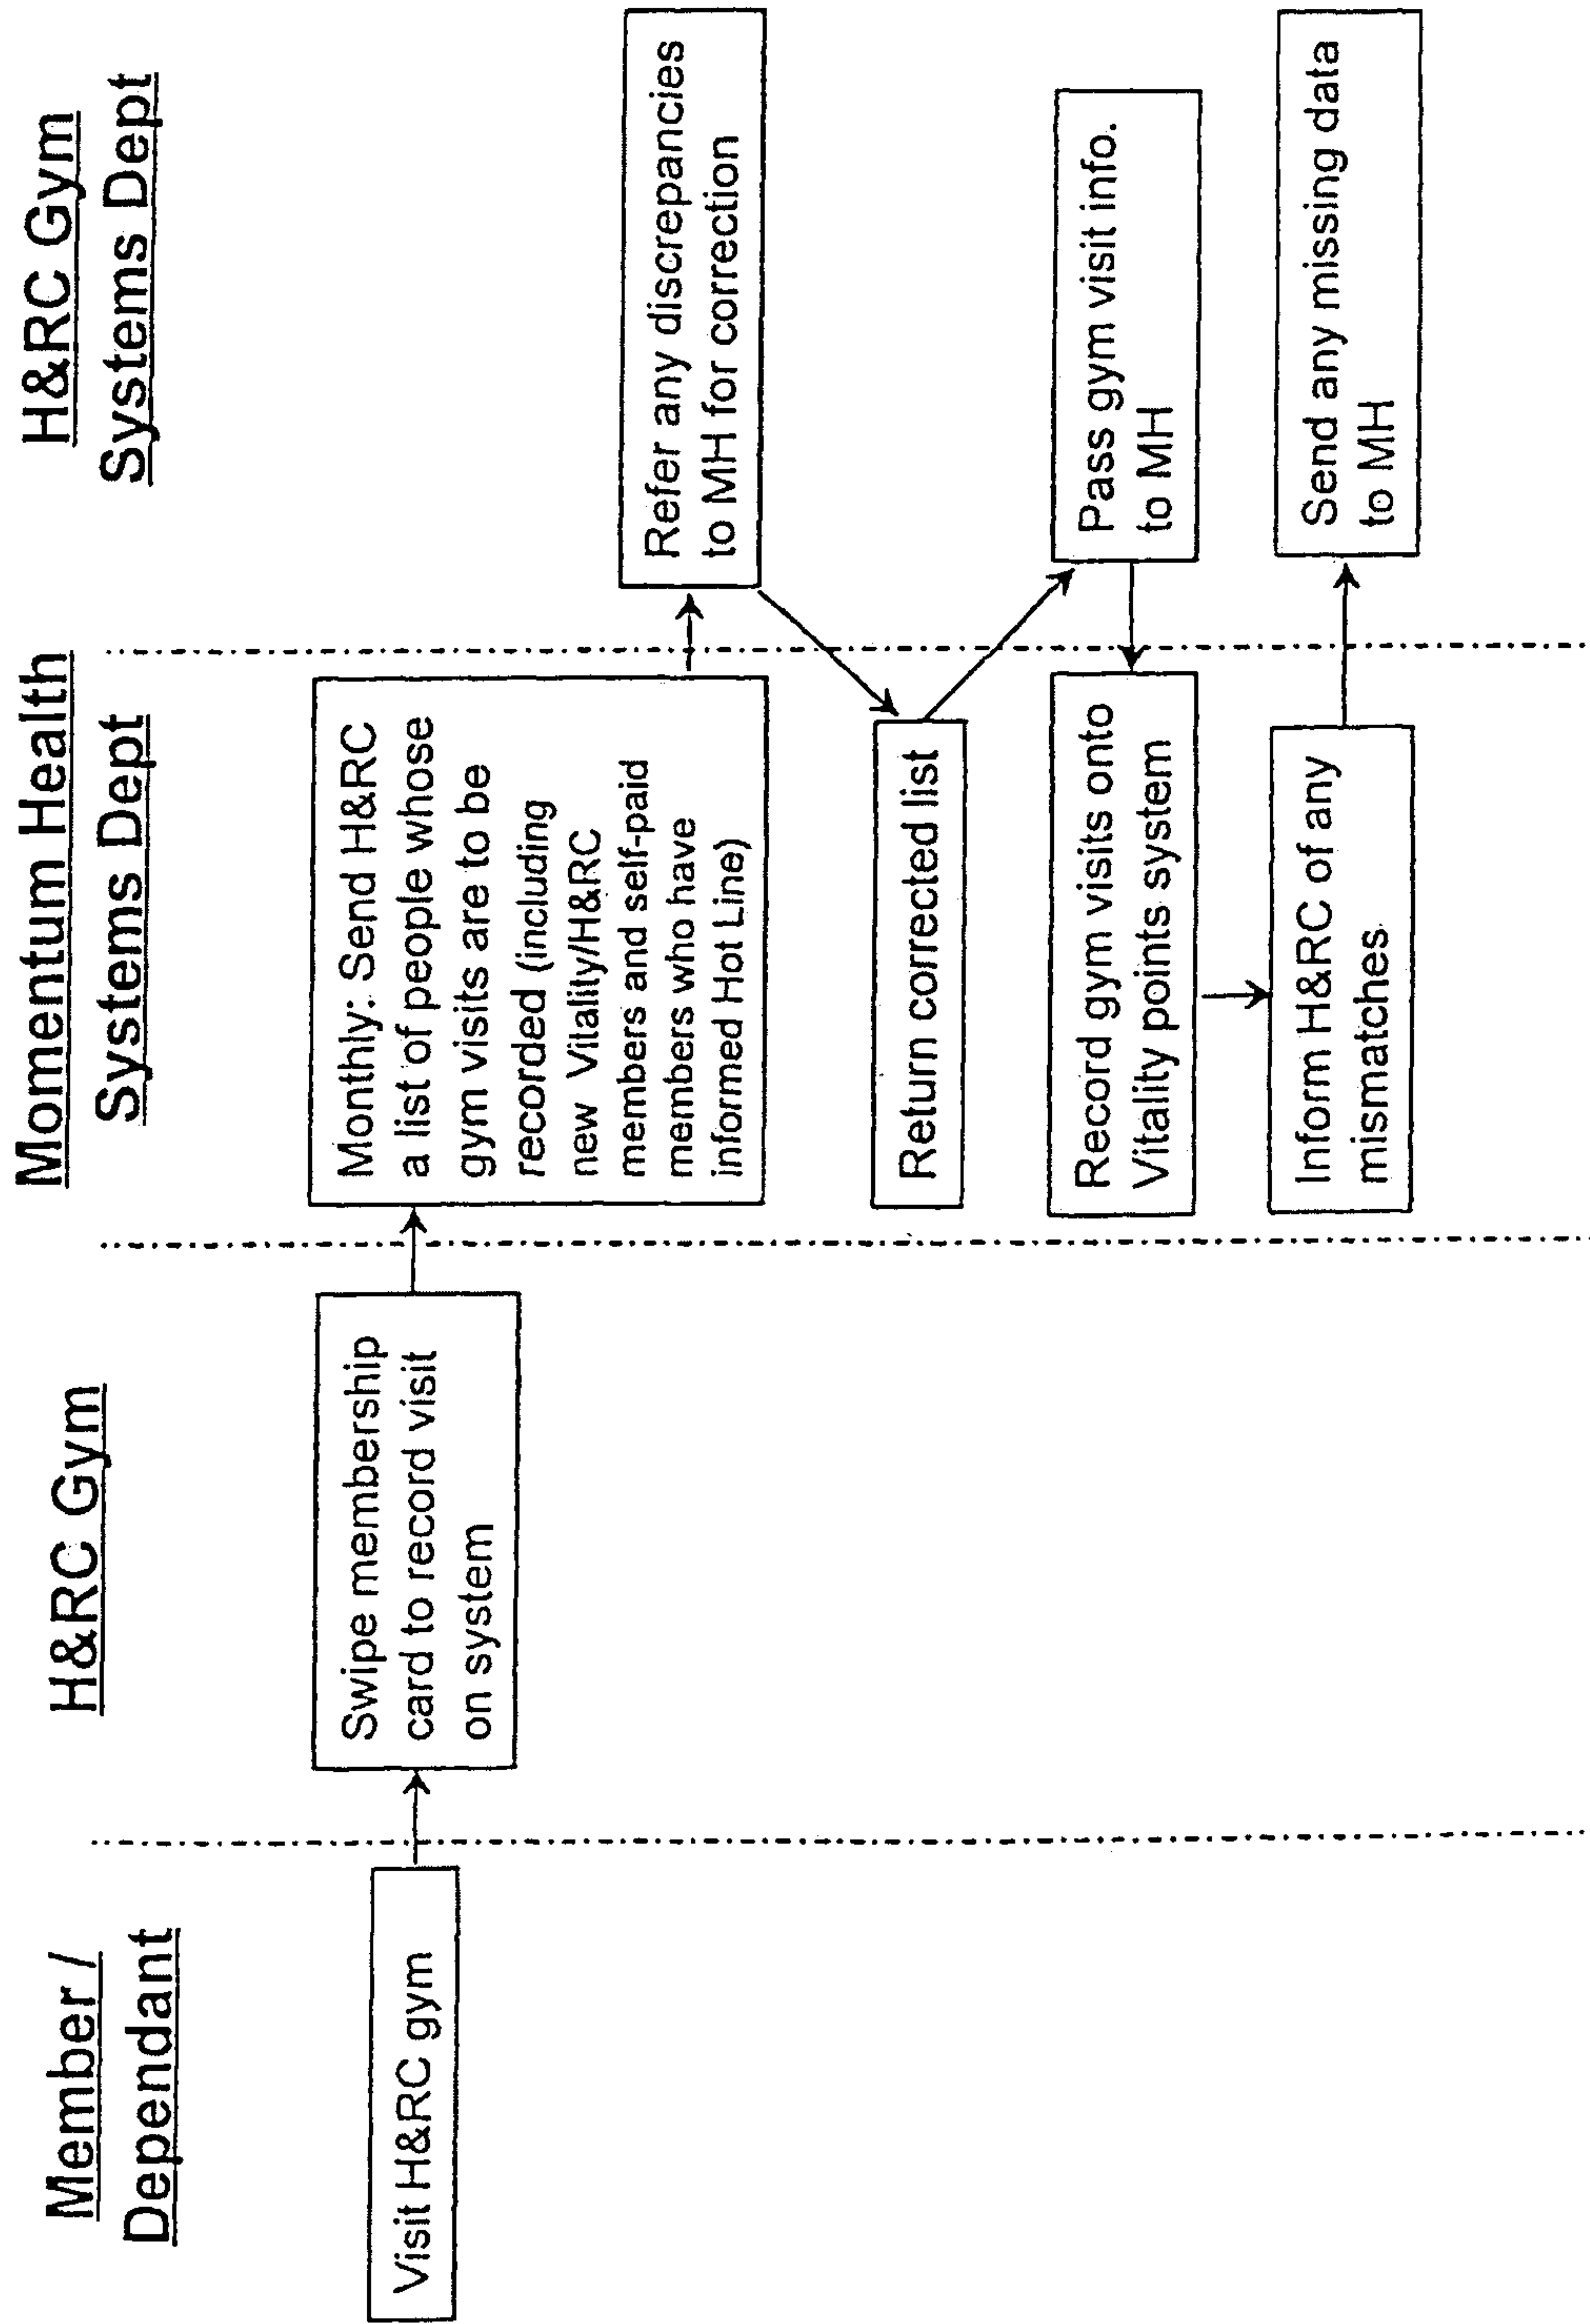 Member /
Dependant
H&RC Gym
Momentum Health
Systems Dept
H&RC Gym
Systems Dept
Visit H&RC gym
Swipe membership
card to record visit
on system
Monthly: Send H&RC
a list of people whose
gym visits are to be
recorded (including
new Vitality/H&RC
members and self-paid
members who have
informed Hot Line)
Refer any discrepancies
to MH for correction
Return corrected list
Pass gym visit info.
to MH
Record gym visits onto
Vitality points system
Inform H&RC of any
mismatches
Send any missing data
to MH